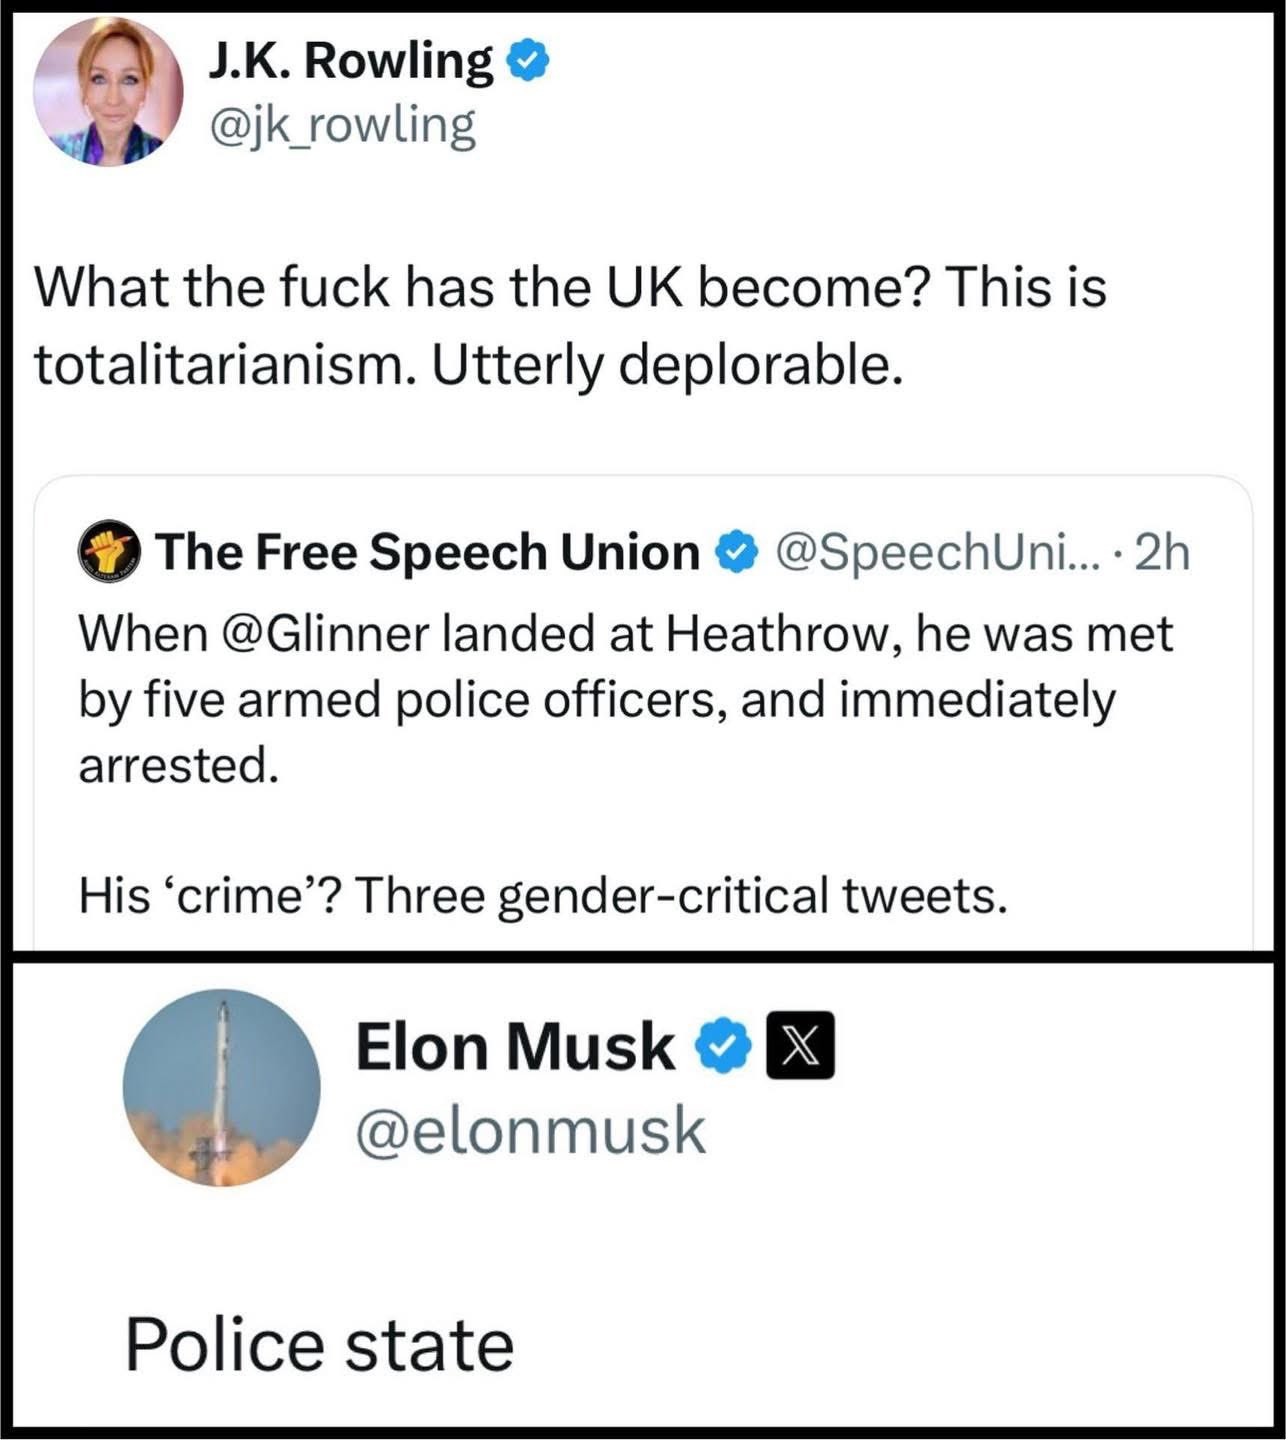 J.K. Rowling
@jk_rowling
What the fuck has the UK become? This is
totalitarianism. Utterly deplorable.
The Free Speech Union @SpeechUni... · 2h
When @Glinner landed at Heathrow, he was met
by five armed police officers, and immediately
arrested.
His ‘crime’? Three gender-critical tweets.
Elon Musk X
@elonmusk
Police state